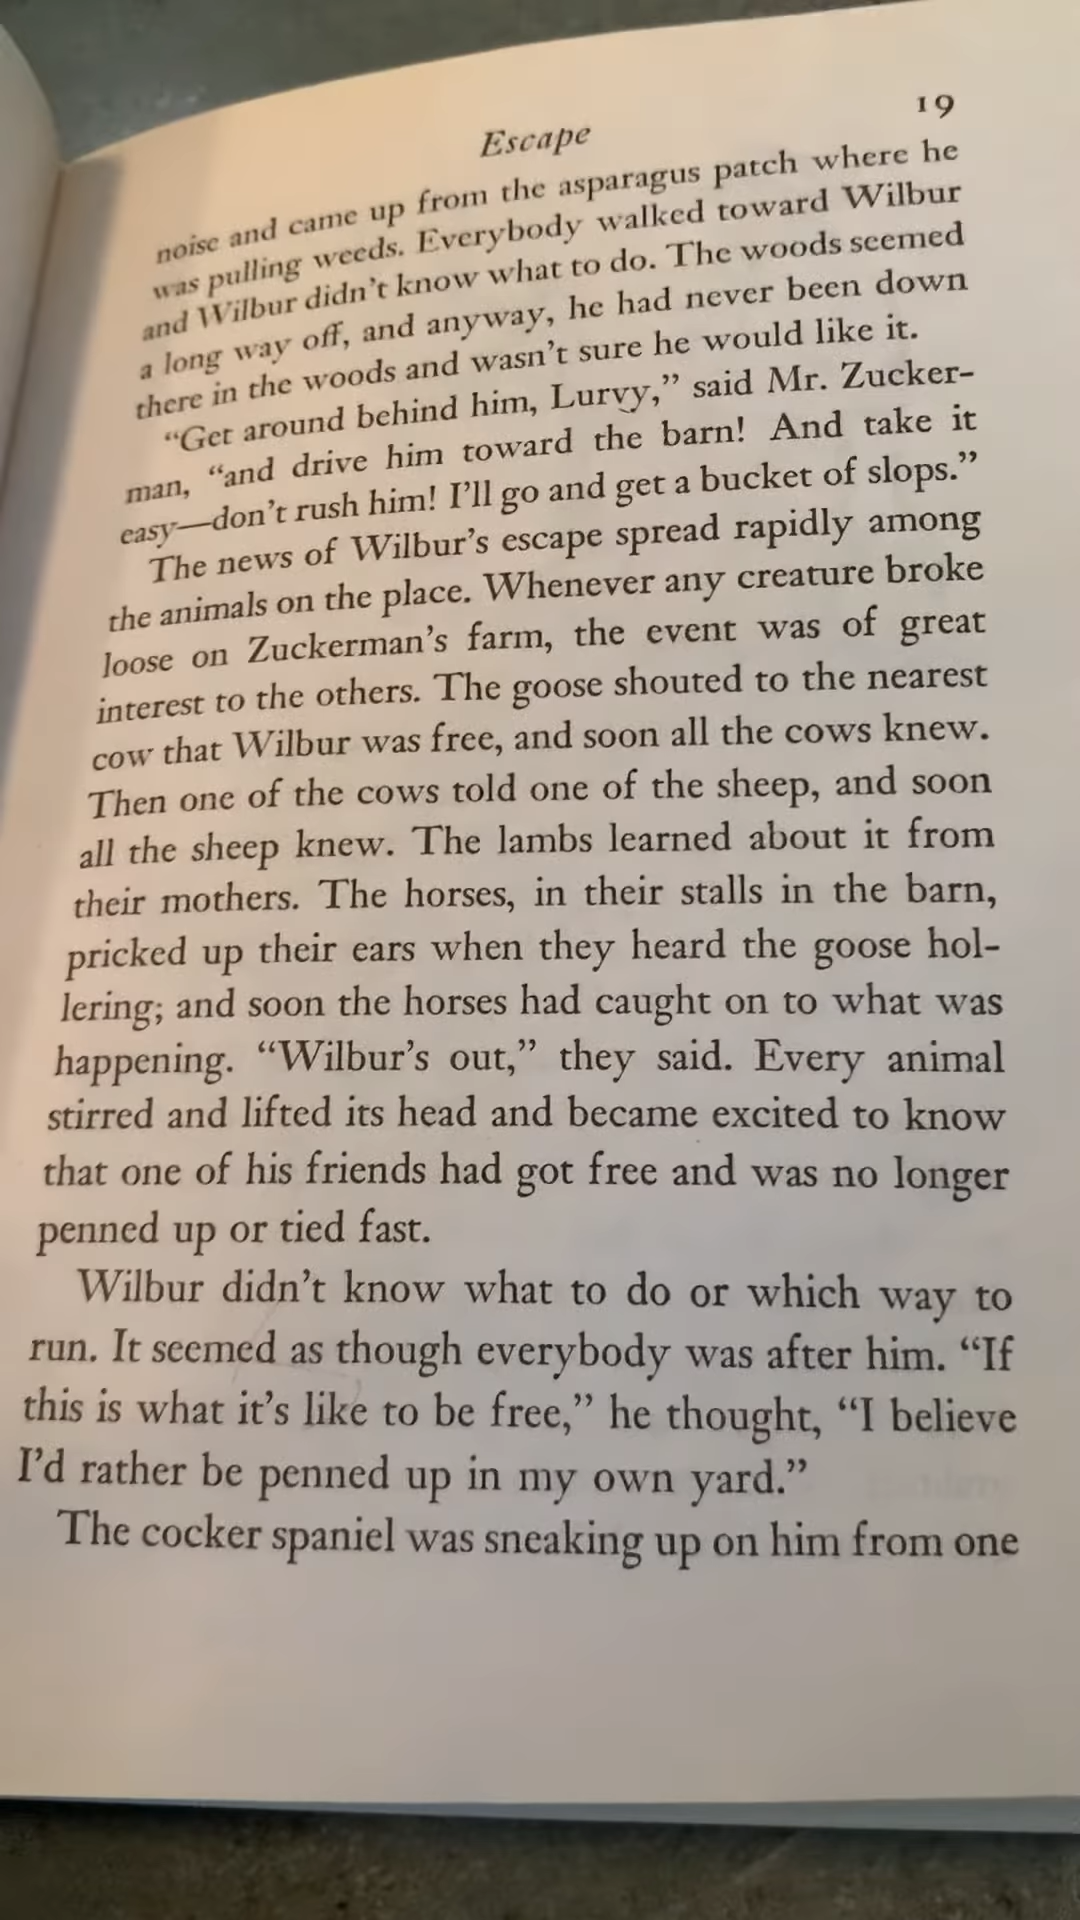 Escape 19
noise and came up from the asparagus patch where he
was pulling weeds. Everybody walked toward Wilbur
and Wilbur didn’t know what to do. The woods seemed
a long way off, and anyway, he had never been down
there in the woods and wasn’t sure he would like it.
“Get around behind him, Lurvy,” said Mr. Zucker-
man, “and drive him toward the barn! And take it
easy—don’t rush him! I’ll go and get a bucket of slops.”
The news of Wilbur’s escape spread rapidly among
the animals on the place. Whenever any creature broke
loose on Zuckerman’s farm, the event was of great
interest to the others. The goose shouted to the nearest
cow that Wilbur was free, and soon all the cows knew.
Then one of the cows told one of the sheep, and soon
all the sheep knew. The lambs learned about it from
their mothers. The horses, in their stalls in the barn,
pricked up their ears when they heard the goose hol-
lering; and soon the horses had caught on to what was
happening. “Wilbur’s out,” they said. Every animal
stirred and lifted its head and became excited to know
that one of his friends had got free and was no longer
penned up or tied fast.
Wilbur didn’t know what to do or which way to
run. It seemed as though everybody was after him. “If
this is what it’s like to be free,” he thought, “I believe
I’d rather be penned up in my own yard.”
The cocker spaniel was sneaking up on him from one